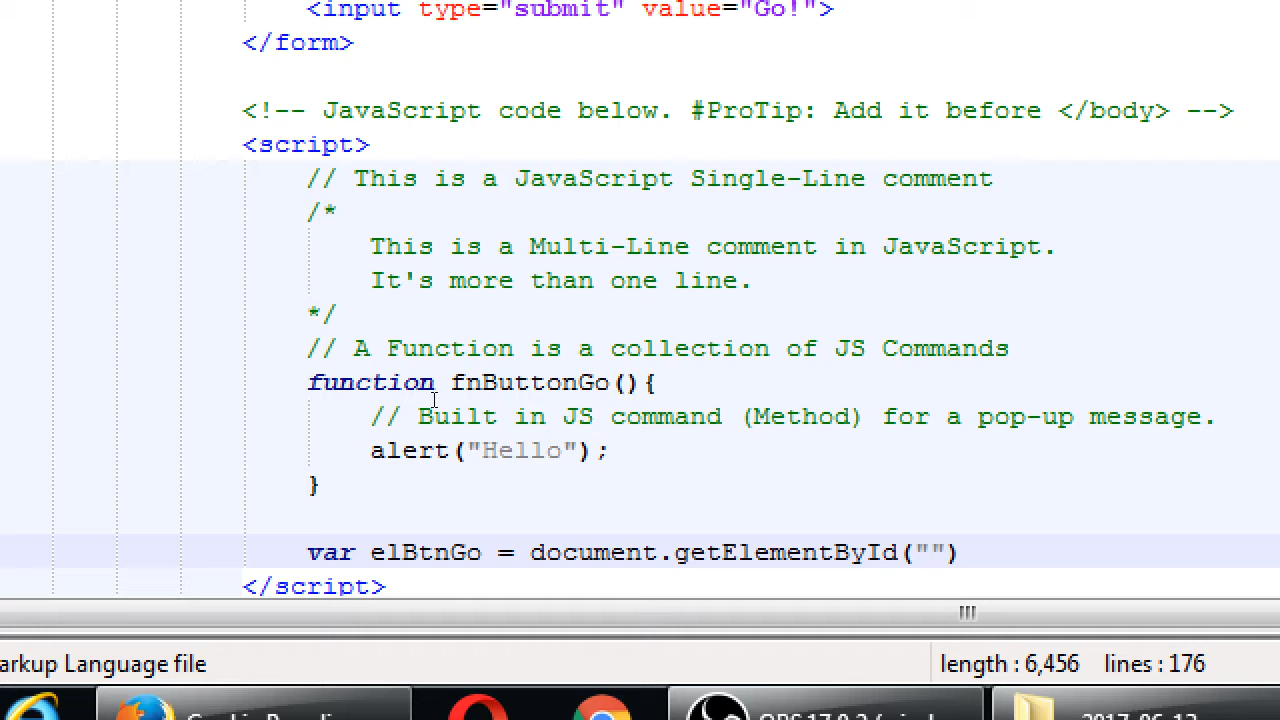 <input type="submit" value="Go!">
</form>
<!-- JavaScript code below. #ProTip: Add it before </body> -->
<script>
// This is a JavaScript Single-Line comment
/*
This is a Multi-Line comment in JavaScript.
It's more than one line.
*/
// A Function is a collection of JS Commands
function fnButtonGo(){
// Built in JS command (Method) for a pop-up message.
alert("Hello");
}
var elBtnGo = document.getElementById("")
</script>
arkup Language file length : 6,456 lines : 176